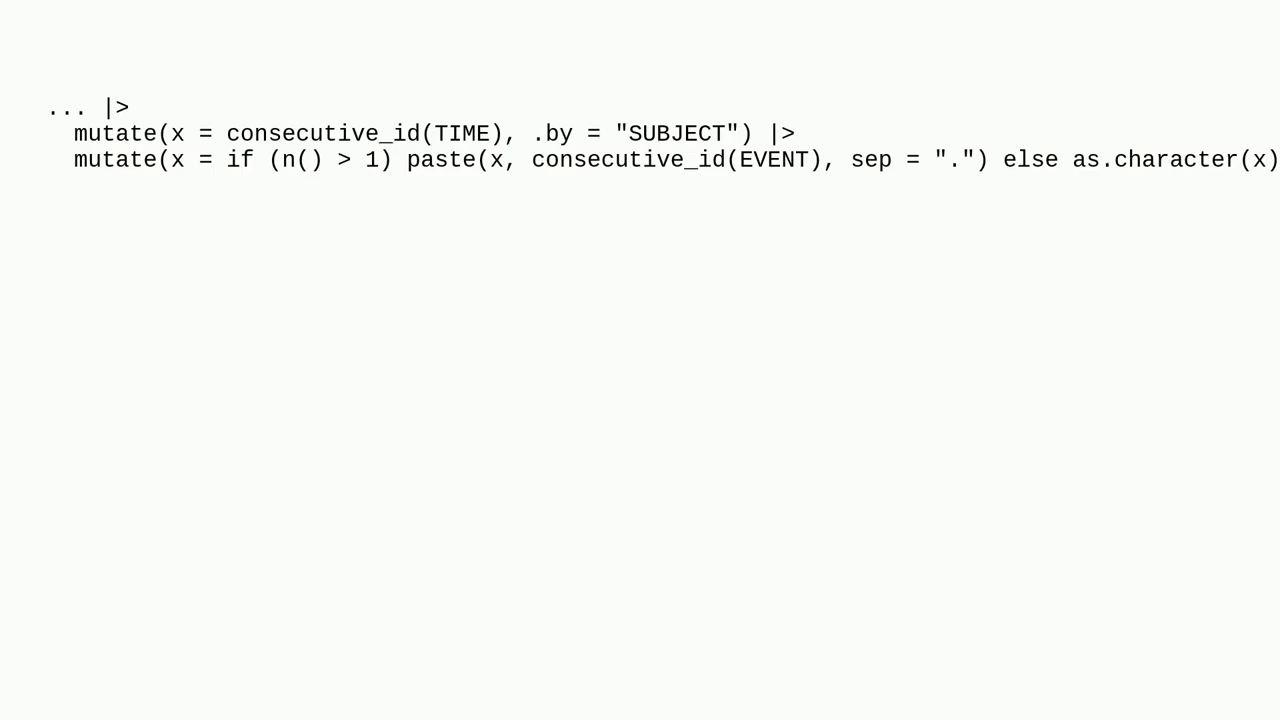 ... |>
  mutate(x = consecutive_id(TIME), .by = "SUBJECT") |>
  mutate(x = if (n() > 1) paste(x, consecutive_id(EVENT), sep = ".") else as.character(x)